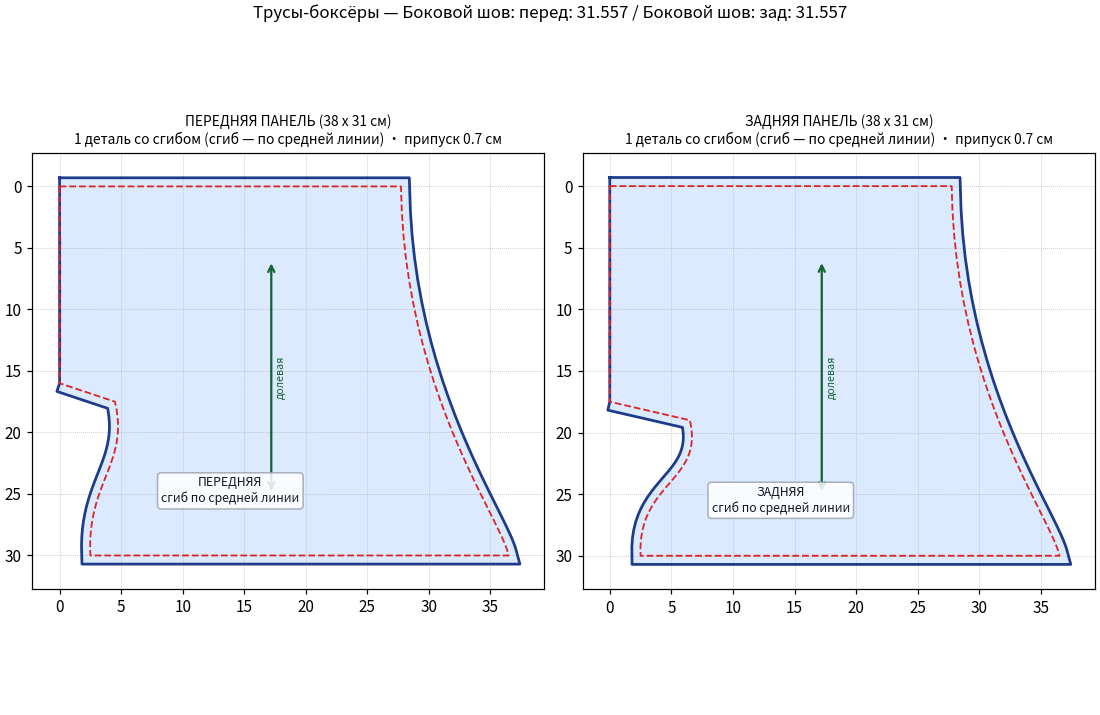 Трусы-боксёры — Боковой шов: перед: 31.557 / Боковой шов: зад: 31.557
ПЕРЕДНЯЯ ПАНЕЛЬ (38 x 31 см)
1 деталь со сгибом (сгиб — по средней линии) • припуск 0.7 см
0
5
10
15
20
25
30
долевая
ПЕРЕДНЯЯ
сгиб по средней линии
0 5 10 15 20 25 30 35
ЗАДНЯЯ ПАНЕЛЬ (38 x 31 см)
1 деталь со сгибом (сгиб — по средней линии) • припуск 0.7 см
0
5
10
15
20
25
30
долевая
ЗАДНЯЯ
сгиб по средней линии
0 5 10 15 20 25 30 35